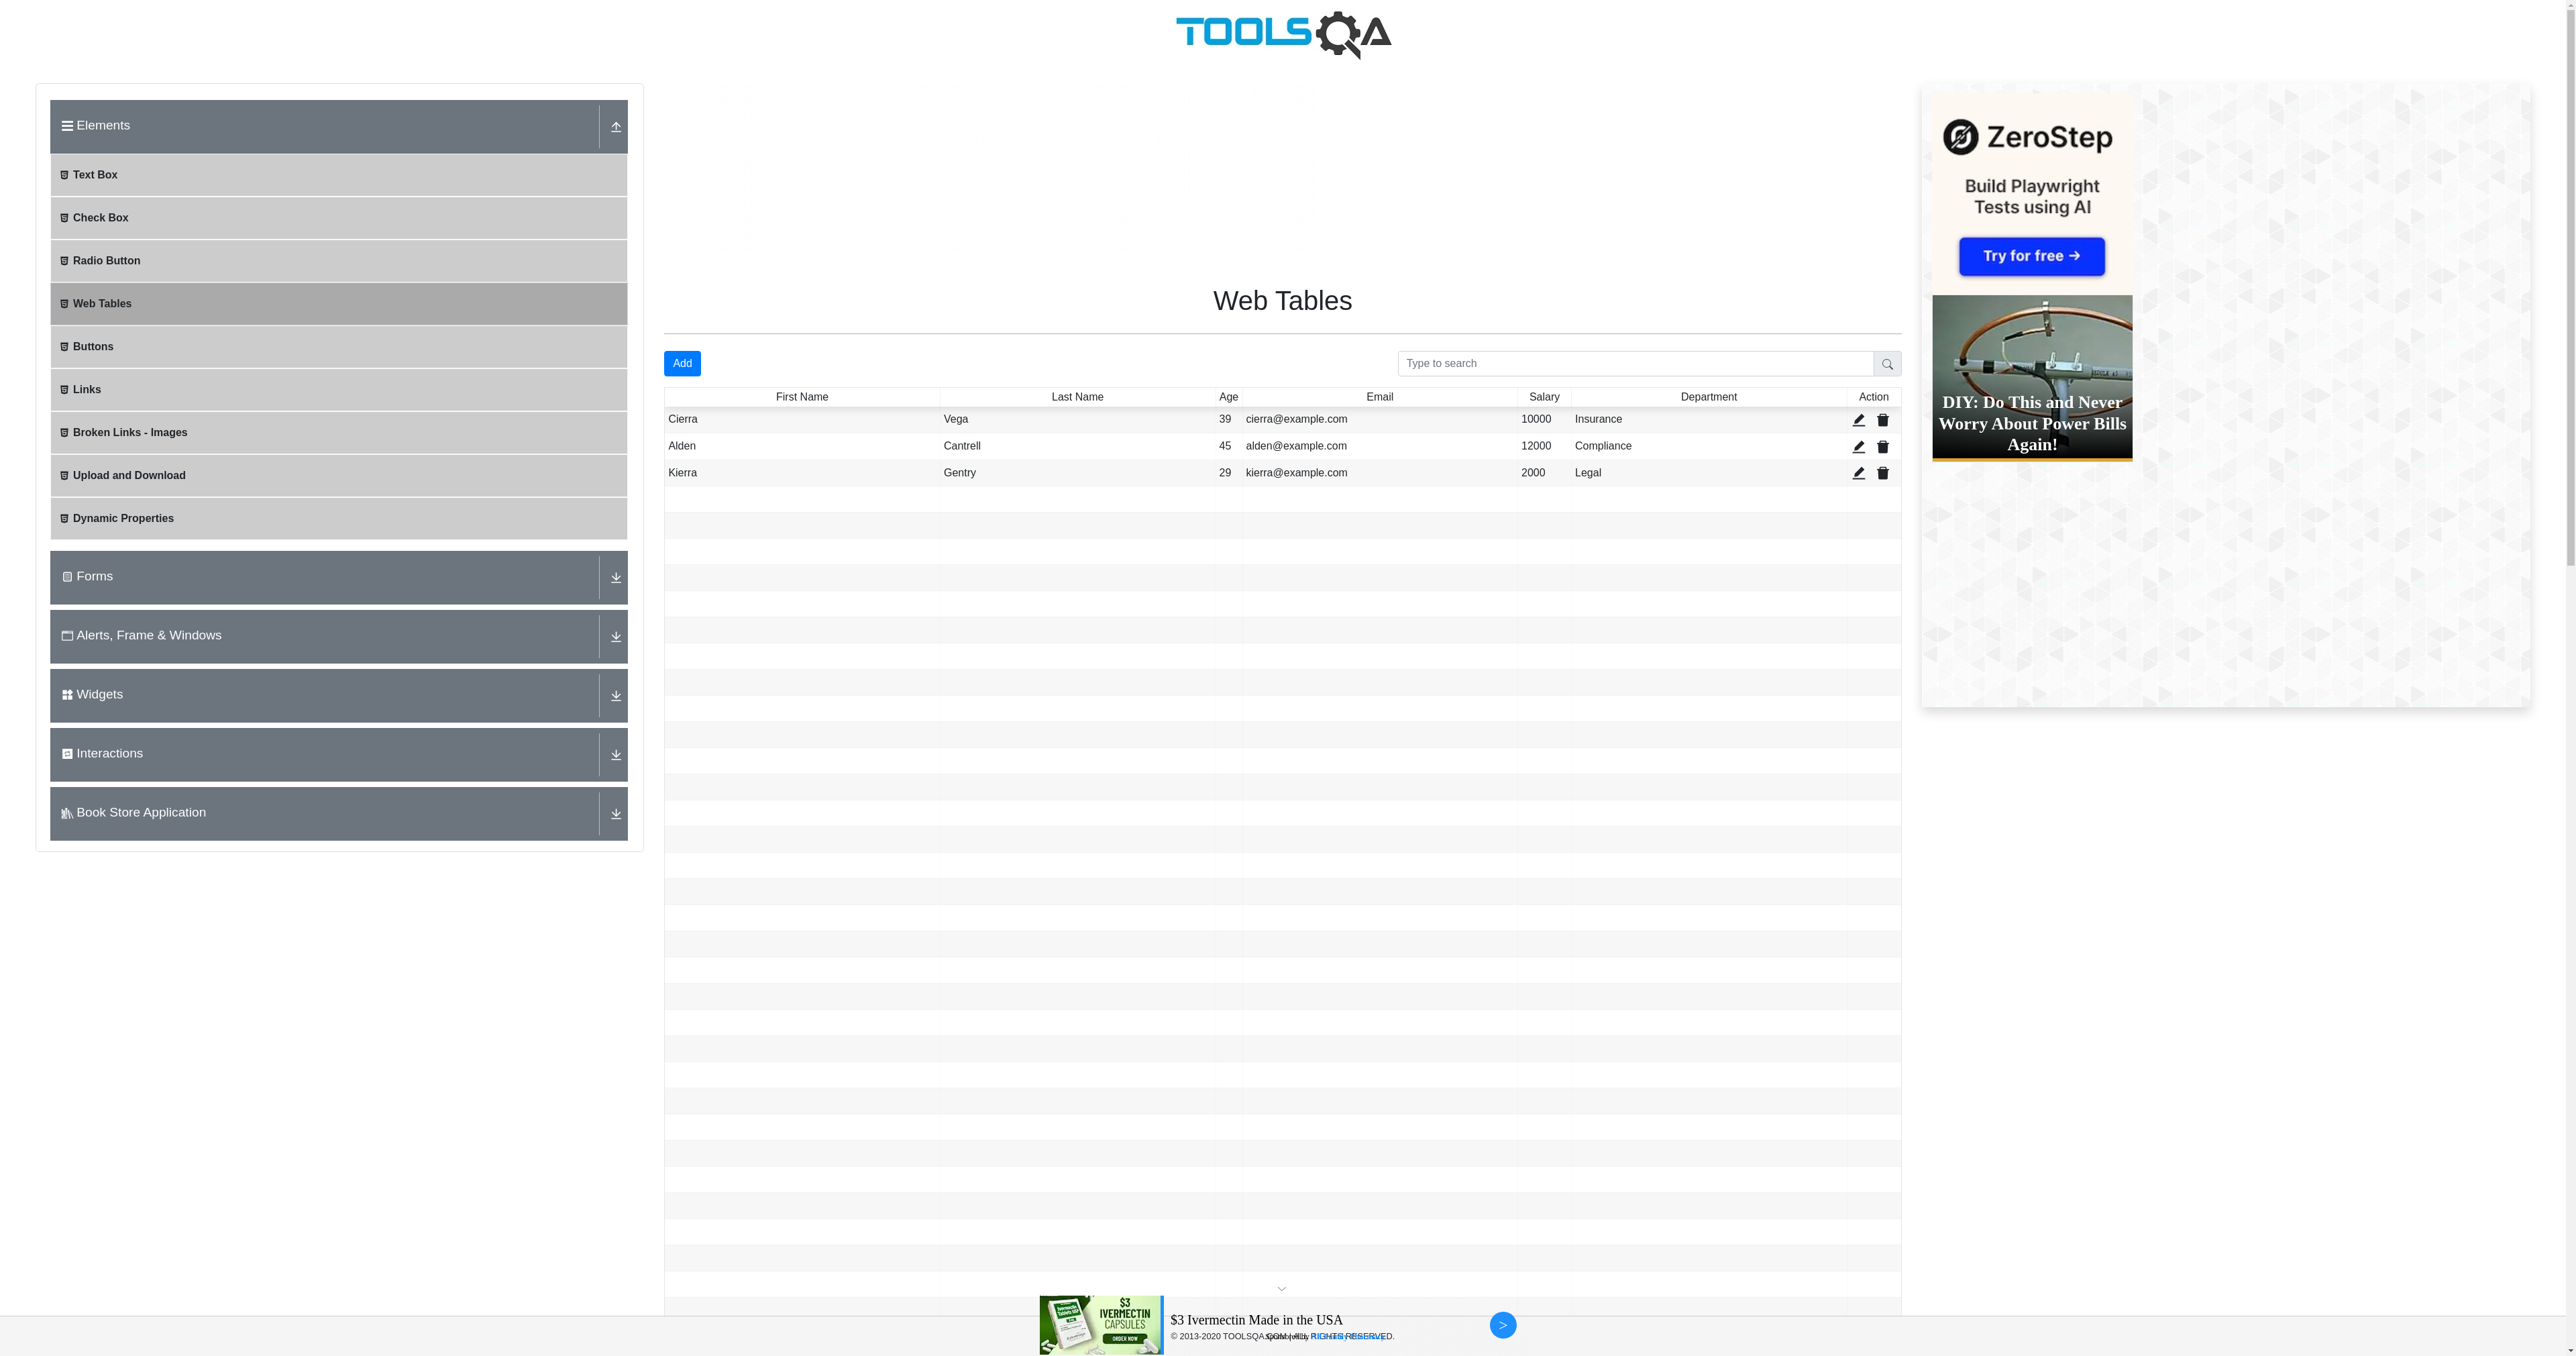 TOOLSQA
Elements
Text Box
Check Box
Radio Button
Web Tables
Buttons
Links
Broken Links - Images
Upload and Download
Dynamic Properties
Forms
Alerts, Frame & Windows
Widgets
Interactions
Book Store Application
Web Tables
Add
Type to search
First Name Last Name Age Email Salary Department Action
Cierra Vega 39 cierra@example.com 10000 Insurance
Alden Cantrell 45 alden@example.com 12000 Compliance
Kierra Gentry 29 kierra@example.com 2000 Legal
ZeroStep
Build Playwright
Tests using AI
Try for free →
DIY: Do This and Never
Worry About Power Bills
Again!
$3
IVERMECTIN
CAPSULES
ORDER NOW
$3 Ivermectin Made in the USA
© 2013-2020 TOOLSQA.COM | ALL RIGHTS RESERVED.
>